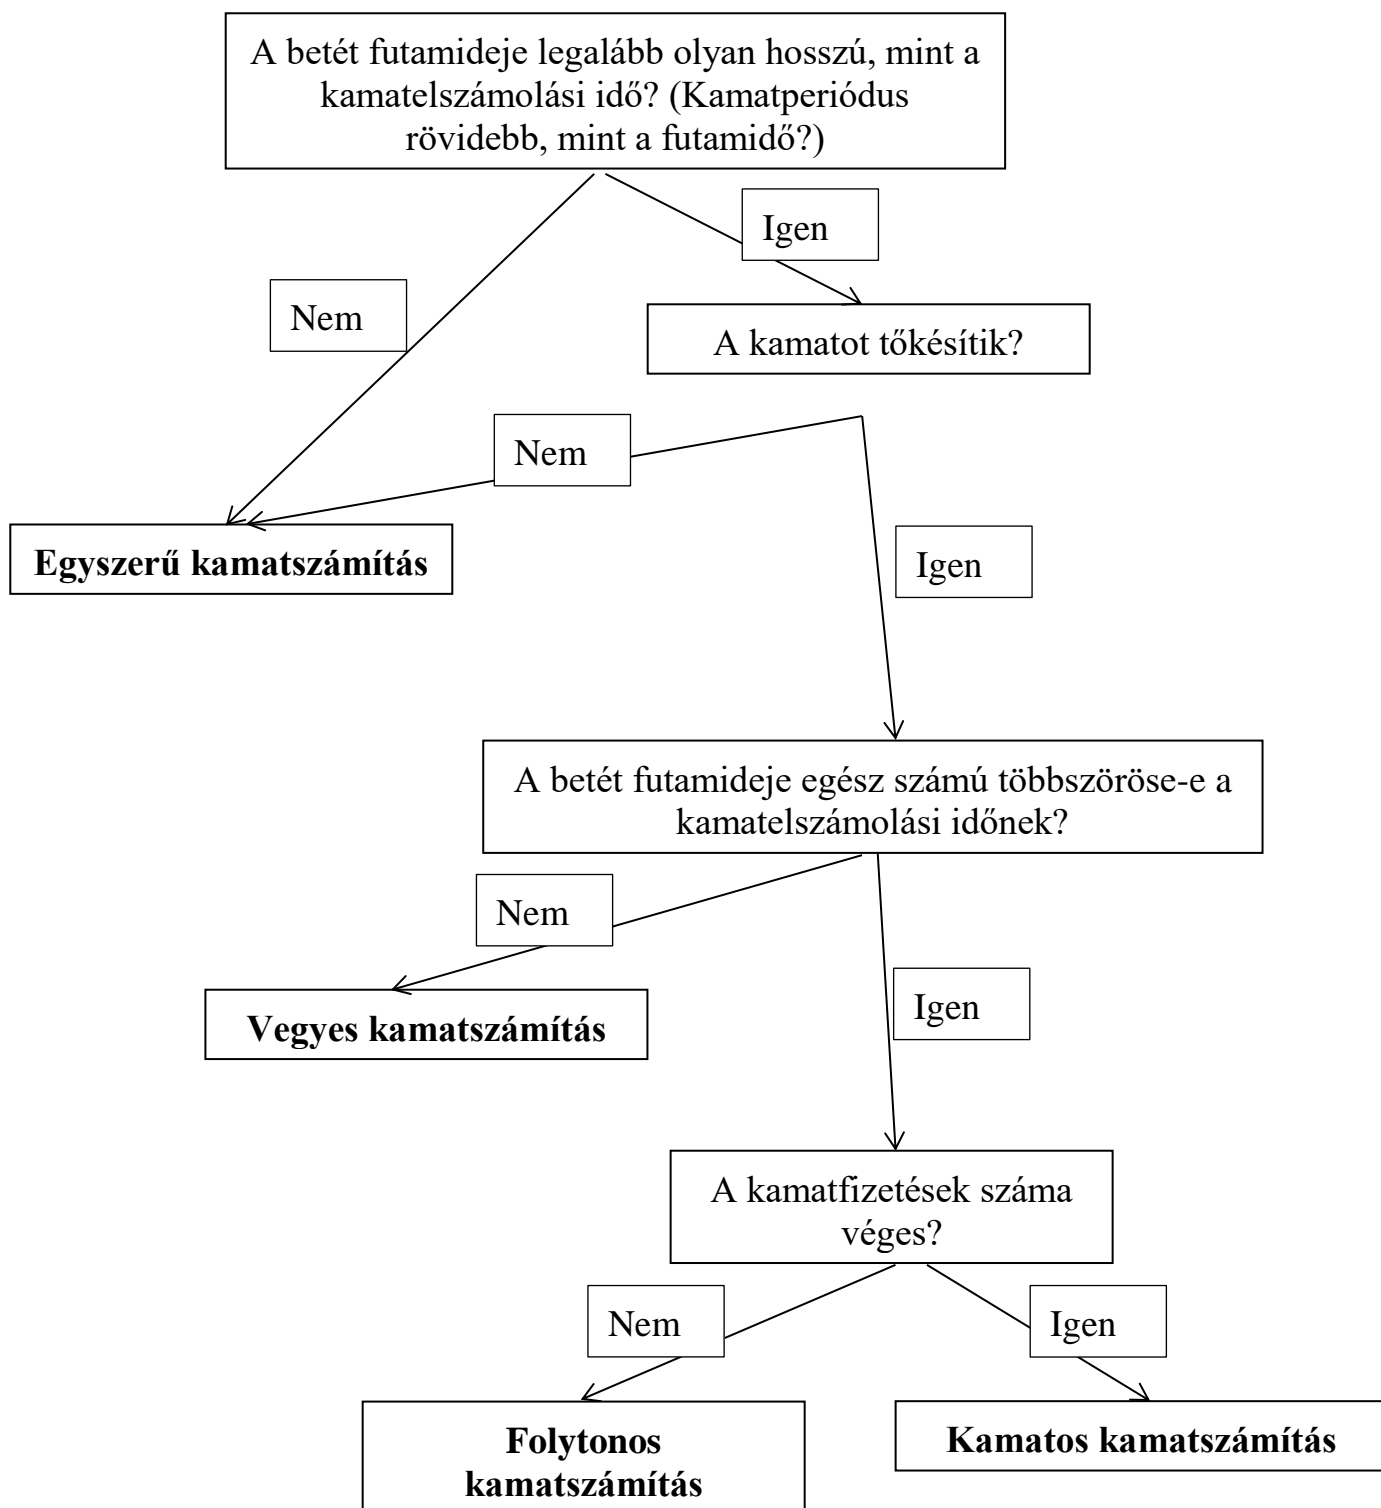 A betét futamideje legalább olyan hosszú, mint a
kamatelszámolási idő? (Kamatperiódus
rövidebb, mint a futamidő?)
Igen
Nem
A kamatot tőkésítik?
Nem
Egyszerű kamatszámítás
Igen
A betét futamideje egész számú többszöröse-e a
kamatelszámolási időnek?
Nem
Igen
Vegyes kamatszámítás
A kamatfizetések száma
véges?
Nem
Igen
Folytonos
kamatszámítás
Kamatos kamatszámítás